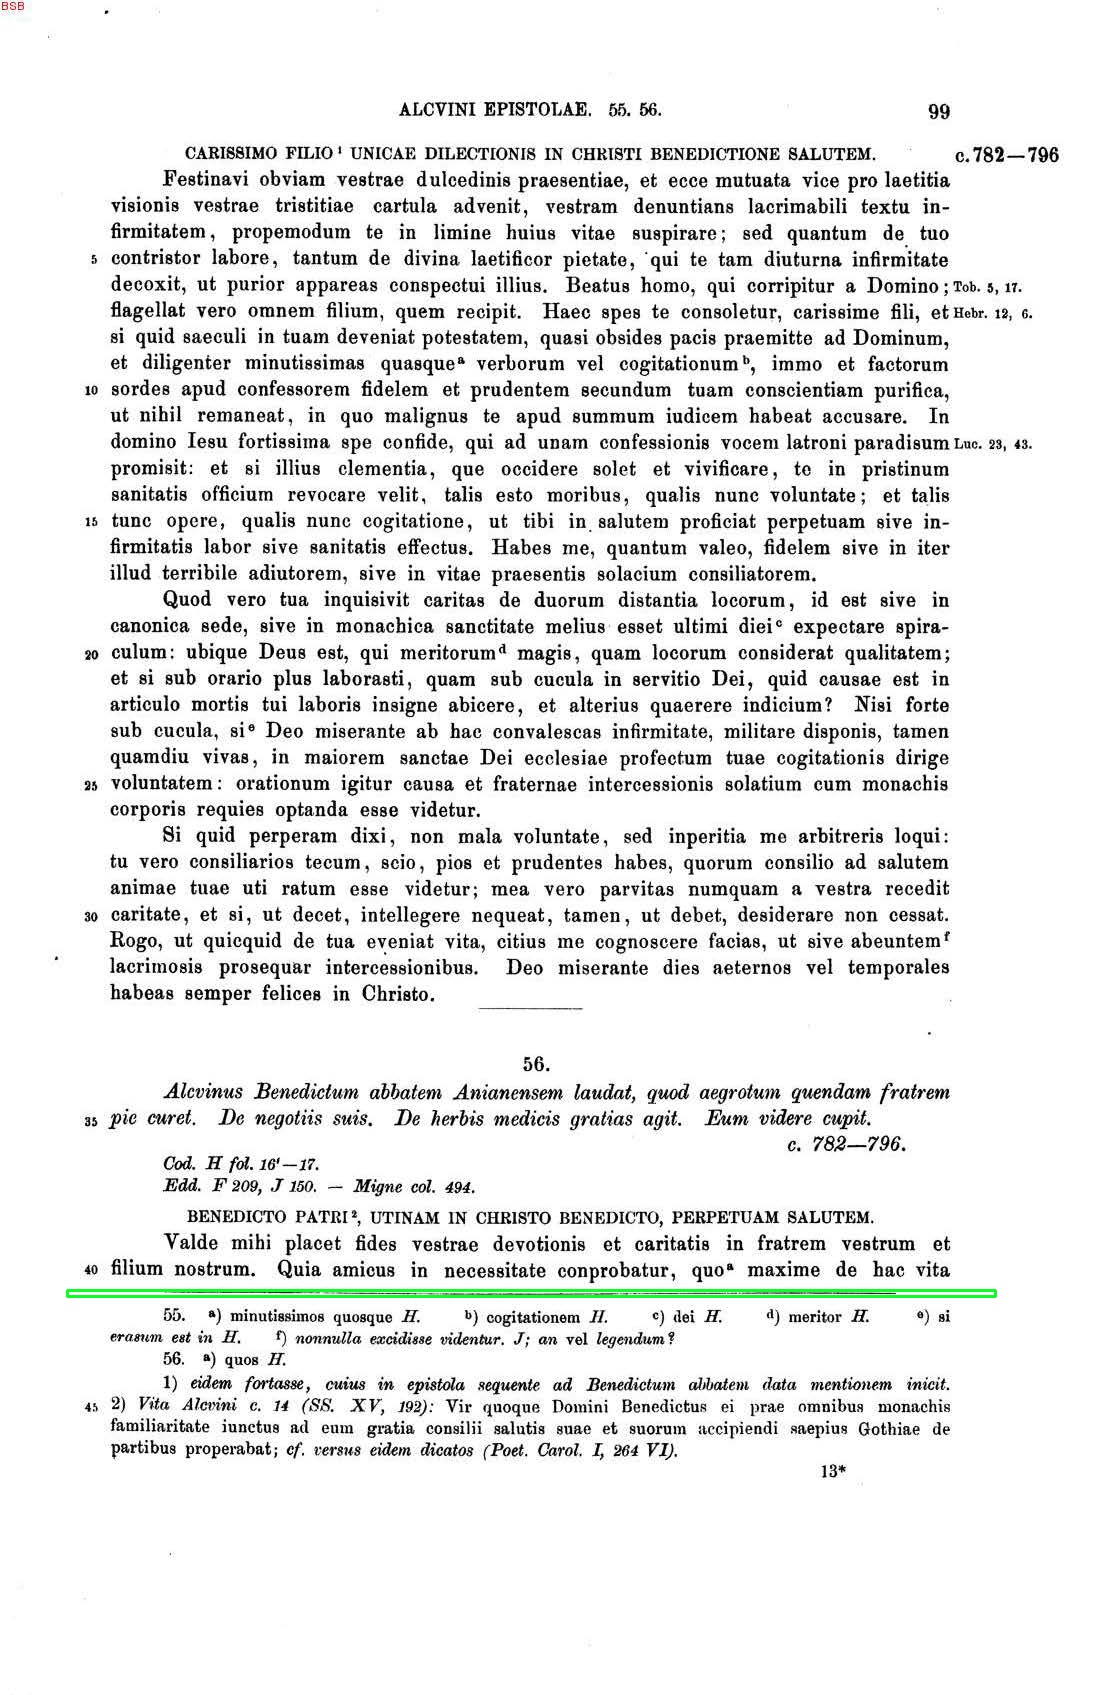 BSB
ALCVINI EPISTOLAE. 55. 56. 99
CARISSIMO FILIO¹ UNICAE DILECTIONIS IN CHRISTI BENEDICTIONE SALUTEM. c. 782—796
Festinavi obviam vestrae dulcedinis praesentiae, et ecce mutuata vice pro laetitia
visionis vestrae tristitiae cartula advenit, vestram denuntians lacrimabili textu in-
firmitatem, propemodum te in limine huius vitae suspirare; sed quantum de tuo
5 contristor labore, tantum de divina laetificor pietate, qui te tam diuturna infirmitate
decoxit, ut purior appareas conspectui illius. Beatus homo, qui corripitur a Domino; Tob. 5, 17.
flagellat vero omnem filium, quem recipit. Haec spes te consoletur, carissime fili, et Hebr. 12, 6.
si quid saeculi in tuam deveniat potestatem, quasi obsides pacis praemitte ad Dominum,
et diligenter minutissimas quasqueᵃ verborum vel cogitationumᵇ, immo et factorum
10 sordes apud confessorem fidelem et prudentem secundum tuam conscientiam purifica,
ut nihil remaneat, in quo malignus te apud summum iudicem habeat accusare. In
domino Iesu fortissima spe confide, qui ad unam confessionis vocem latroni paradisum Luc. 23, 43.
promisit: et si illius clementia, que occidere solet et vivificare, te in pristinum
sanitatis officium revocare velit, talis esto moribus, qualis nunc voluntate; et talis
15 tunc opere, qualis nunc cogitatione, ut tibi in salutem proficiat perpetuam sive in-
firmitatis labor sive sanitatis effectus. Habes me, quantum valeo, fidelem sive in iter
illud terribile adiutorem, sive in vitae praesentis solacium consiliatorem.
Quod vero tua inquisivit caritas de duorum distantia locorum, id est sive in
canonica sede, sive in monachica sanctitate melius esset ultimi dieiᶜ expectare spira-
20 culum: ubique Deus est, qui meritorumᵈ magis, quam locorum considerat qualitatem;
et si sub orario plus laborasti, quam sub cucula in servitio Dei, quid causae est in
articulo mortis tui laboris insigne abicere, et alterius quaerere indicium? Nisi forte
sub cucula, siᵉ Deo miserante ab hac convalescas infirmitate, militare disponis, tamen
quamdiu vivas, in maiorem sanctae Dei ecclesiae profectum tuae cogitationis dirige
25 voluntatem: orationum igitur causa et fraternae intercessionis solatium cum monachis
corporis requies optanda esse videtur.
Si quid perperam dixi, non mala voluntate, sed inperitia me arbitreris loqui:
tu vero consiliarios tecum, scio, pios et prudentes habes, quorum consilio ad salutem
animae tuae uti ratum esse videtur; mea vero parvitas numquam a vestra recedit
30 caritate, et si, ut decet, intellegere nequeat, tamen, ut debet, desiderare non cessat.
Rogo, ut quicquid de tua eveniat vita, citius me cognoscere facias, ut sive abeuntemᶠ
lacrimosis prosequar intercessionibus. Deo miserante dies aeternos vel temporales
habeas semper felices in Christo.
56.
Alcvinus Benedictum abbatem Anianensem laudat, quod aegrotum quendam fratrem
35 pie curet. De negotiis suis. De herbis medicis gratias agit. Eum videre cupit.
c. 782—796.
Cod. H fol. 16'—17.
Edd. F 209, J 150. — Migne col. 494.
BENEDICTO PATRI², UTINAM IN CHRISTO BENEDICTO, PERPETUAM SALUTEM.
Valde mihi placet fides vestrae devotionis et caritatis in fratrem vestrum et
40 filium nostrum. Quia amicus in necessitate conprobatur, quoᵃ maxime de hac vita
55. ᵃ) minutissimos quosque H. ᵇ) cogitationem H. ᶜ) dei H. ᵈ) meritor H. ᵉ) si
erasum est in H. ᶠ) nonnulla excidisse videntur. J; an vel legendum?
56. ᵃ) quos H.
1) eidem fortasse, cuius in epistola sequente ad Benedictum abbatem data mentionem inicit.
45 2) Vita Alcvini c. 14 (SS. XV, 192): Vir quoque Domini Benedictus ei prae omnibus monachis
familiaritate iunctus ad eum gratia consilii salutis suae et suorum accipiendi saepius Gothiae de
partibus properabat; cf. versus eidem dicatos (Poet. Carol. I, 264 VI).
13*